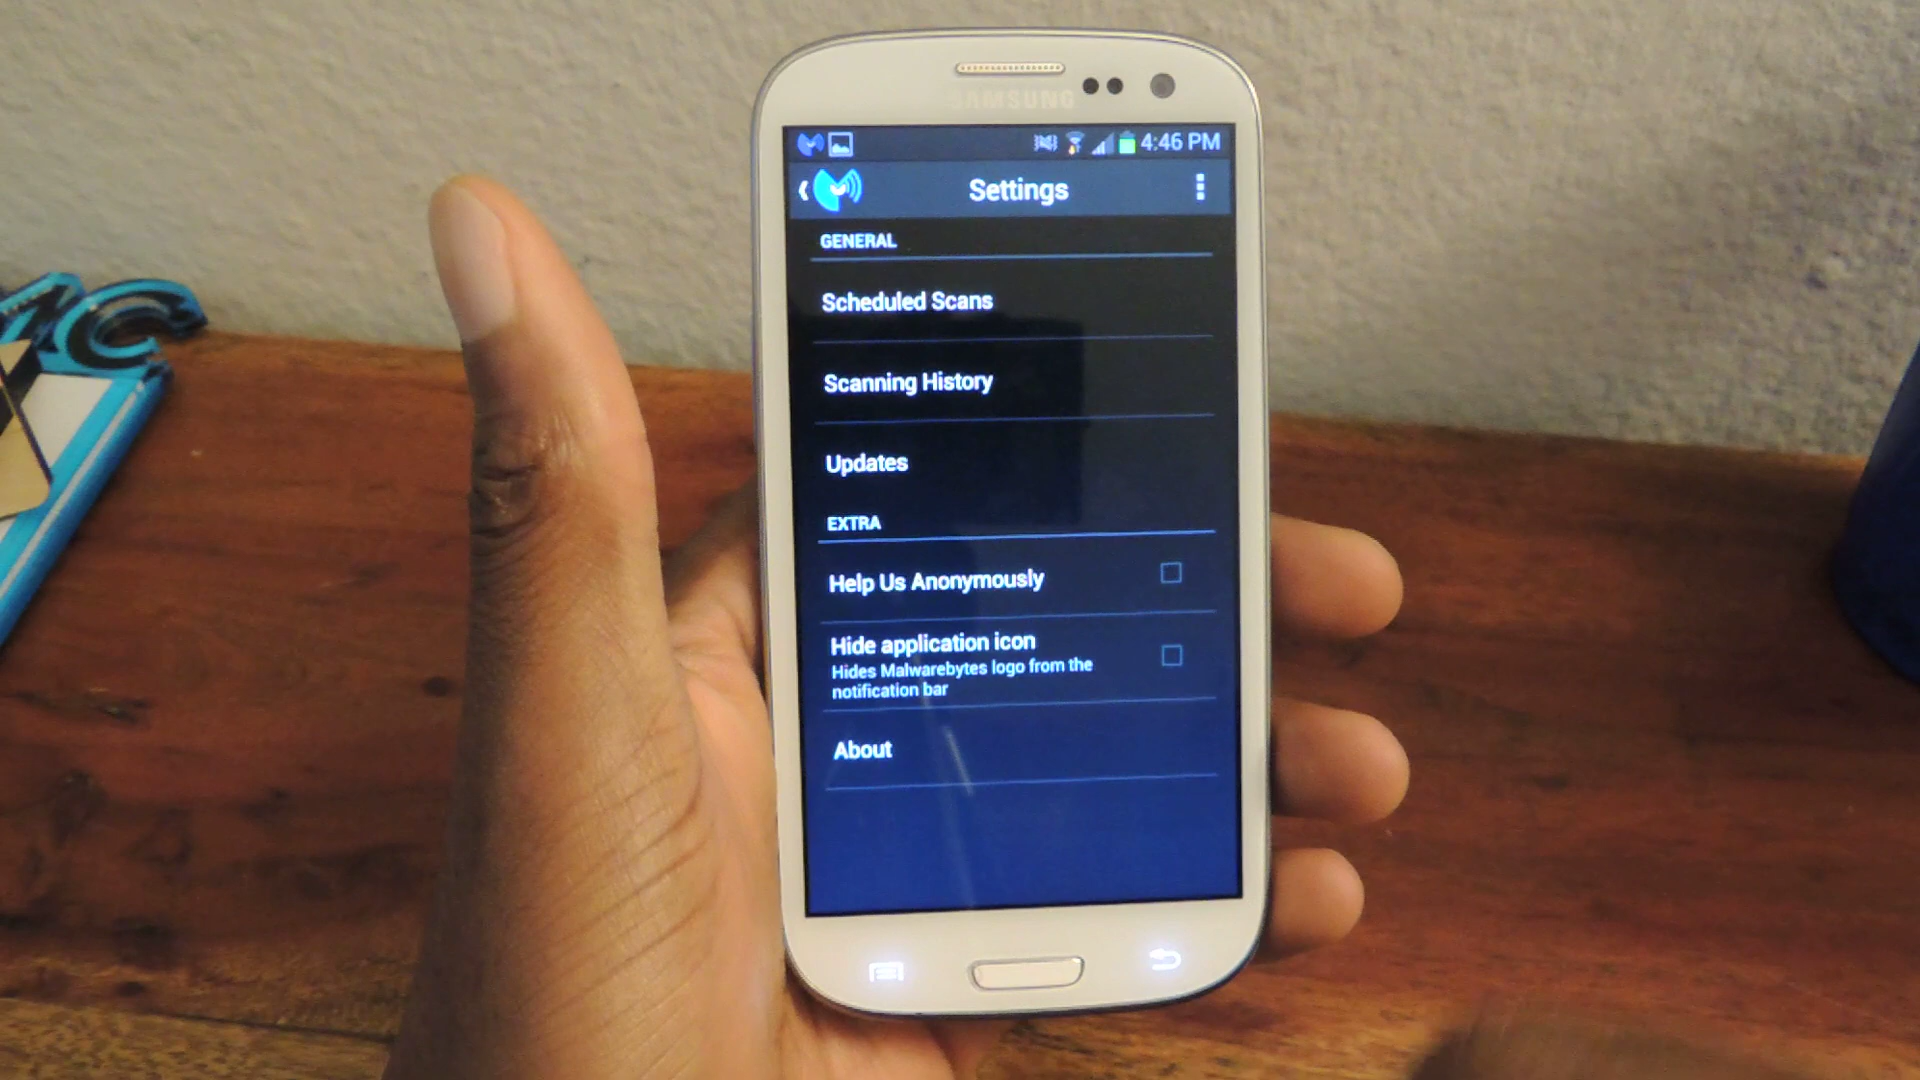 SAMSUNG
4:46 PM
Settings
GENERAL
Scheduled Scans
Scanning History
Updates
EXTRA
Help Us Anonymously
Hide application icon
Hides Malwarebytes logo from the
notification bar
About